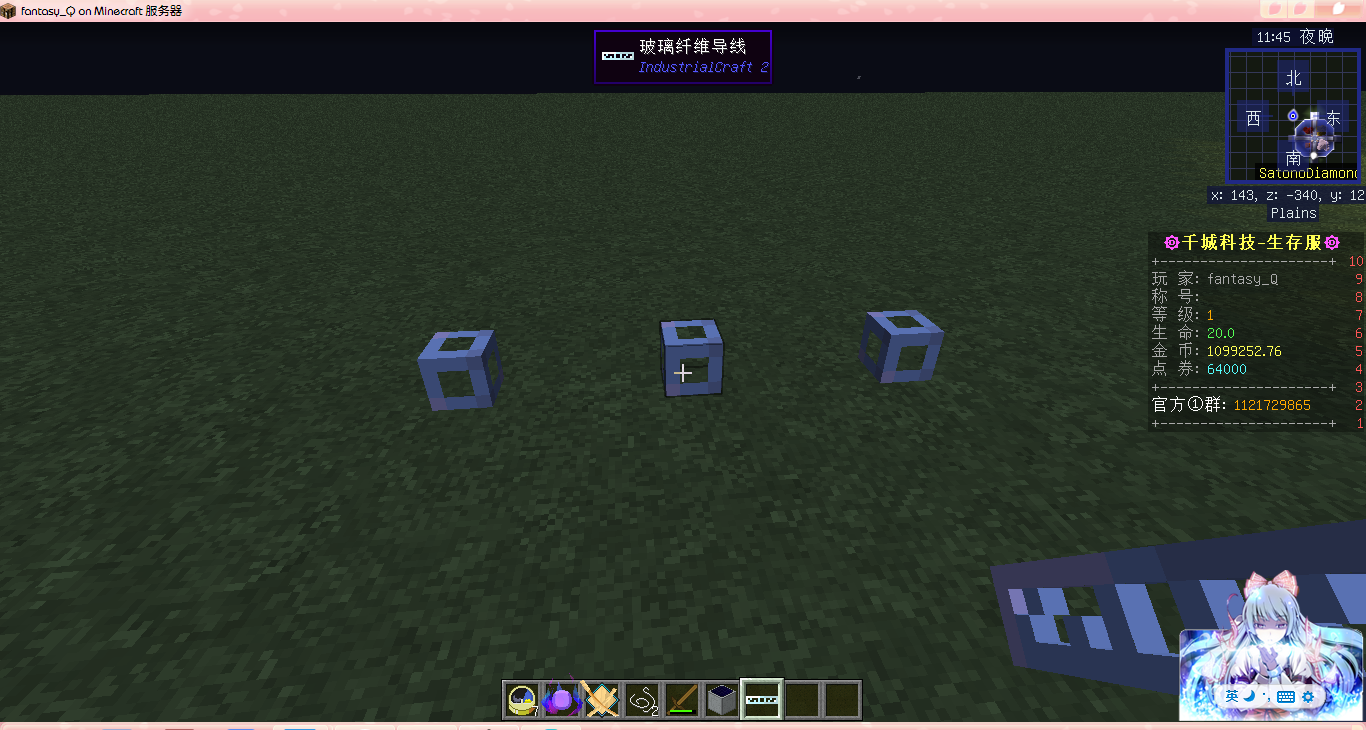 fantasy_Q on Minecraft 服务器
玻璃纤维导线
IndustrialCraft 2
11:45 夜晚
北
西
东
南
SatonoDiamond
x: 143, z: -340, y: 12
Plains
千城科技-生存服
+--------------------+ 10
玩 家: fantasy_Q 9
称 号: 8
等 级: 1 7
生 命: 20.0 6
金 币: 1099252.76 5
点 券: 64000 4
+--------------------+ 3
官方①群: 1121729865 2
+--------------------+ 1
7
2
英